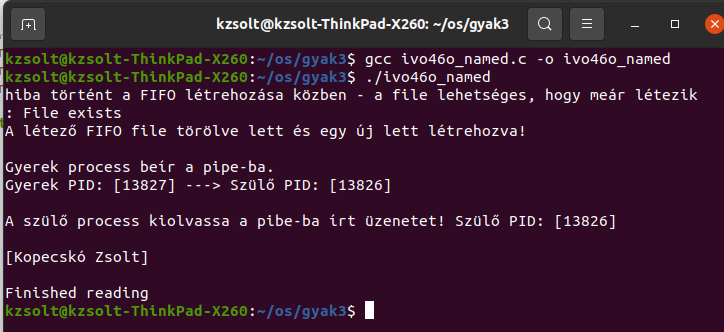 kzsolt@kzsolt-ThinkPad-X260: ~/os/gyak3
kzsolt@kzsolt-ThinkPad-X260:~/os/gyak3$ gcc ivo46o_named.c -o ivo46o_named
kzsolt@kzsolt-ThinkPad-X260:~/os/gyak3$ ./ivo46o_named
hiba történt a FIFO létrehozása közben - a file lehetséges, hogy meár létezik
: File exists
A létező FIFO file törölve lett és egy új lett létrehozva!
Gyerek process beír a pipe-ba.
Gyerek PID: [13827] ---> Szülő PID: [13826]
A szülő process kiolvassa a pibe-ba írt üzenetet! Szülő PID: [13826]
[Kopecskó Zsolt]
Finished reading
kzsolt@kzsolt-ThinkPad-X260:~/os/gyak3$